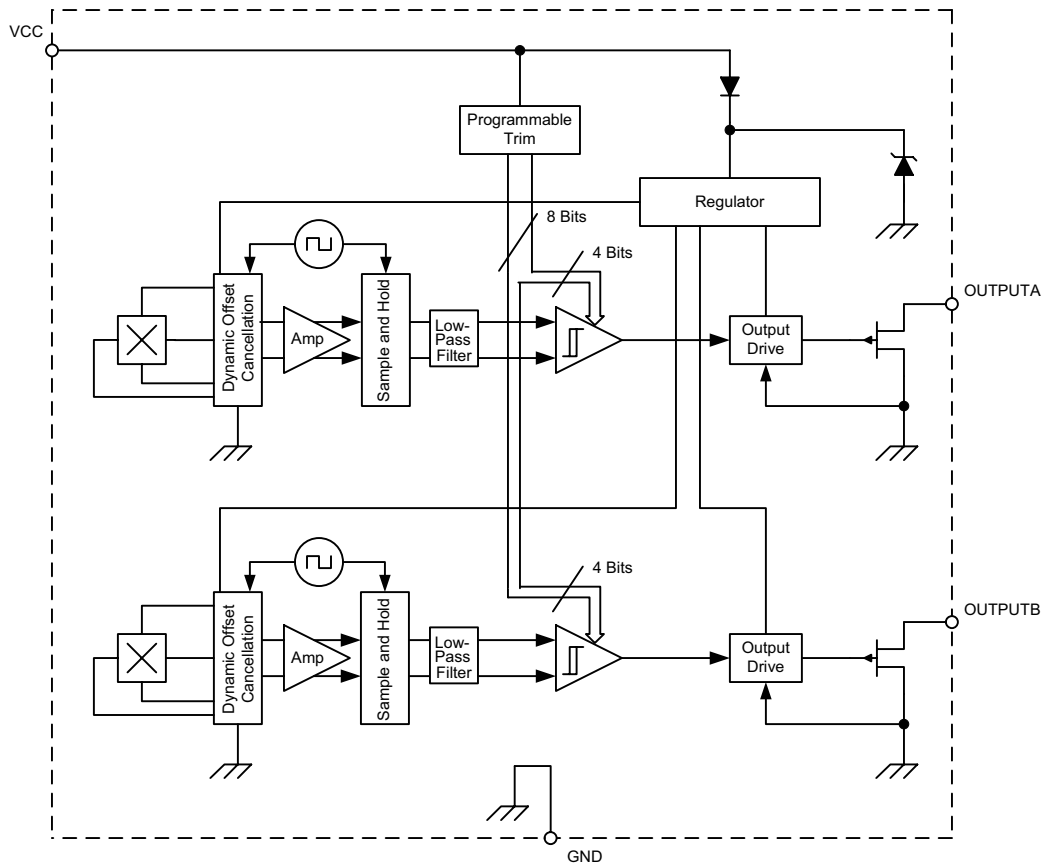 VCC
Programmable
Trim
Regulator
8 Bits
4 Bits
OUTPUTA
Dynamic Offset
Cancellation
Amp
Sample and Hold
Low-
Pass
Filter
Output
Drive
4 Bits
OUTPUTB
Dynamic Offset
Cancellation
Amp
Sample and Hold
Low-
Pass
Filter
Output
Drive
GND